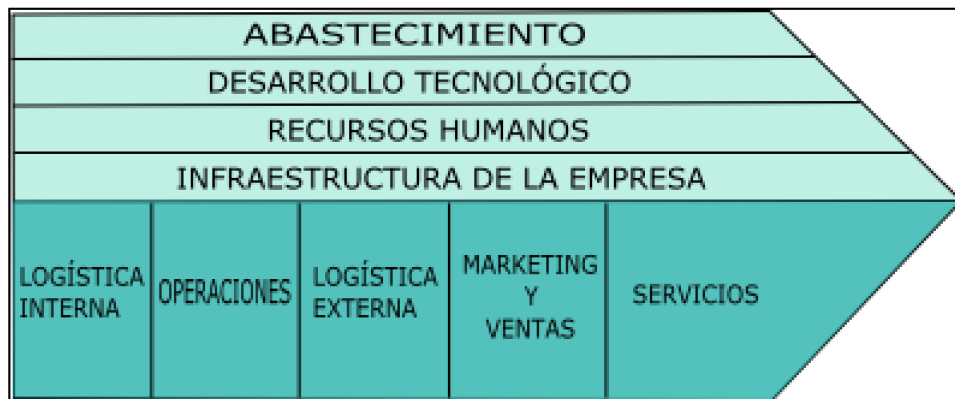 ABASTECIMIENTO
DESARROLLO TECNOLÓGICO
RECURSOS HUMANOS
INFRAESTRUCTURA DE LA EMPRESA
LOGÍSTICA
INTERNA
OPERACIONES
LOGÍSTICA
EXTERNA
MARKETING
Y
VENTAS
SERVICIOS